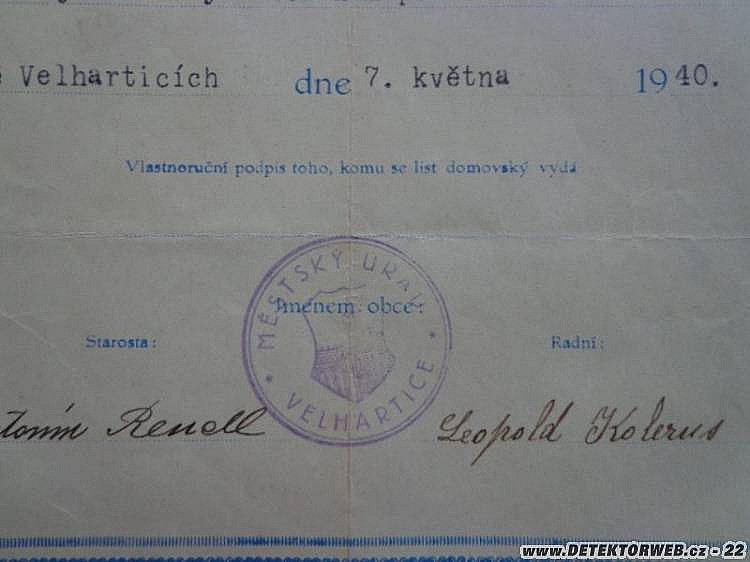 Velharticích dne 7. května 1940.
Vlastnoruční podpis toho, komu se list domovský vydá
MĚSTSKÝ ÚŘAD
Jménem obce:
Starosta: Radní:
* VELHARTICE *
Leopold Kolerus
www.DETEKTORWEB.cz - 22